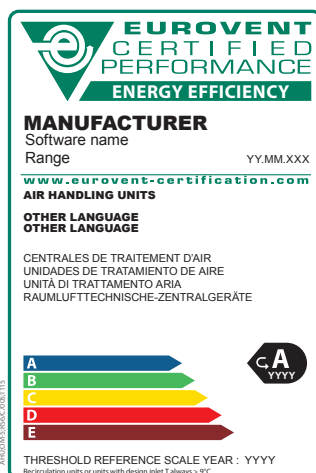 EUROVENT
CERTIFIED
PERFORMANCE
ENERGY EFFICIENCY
MANUFACTURER
Software name
Range YY.MM.XXX
www.eurovent-certification.com
AIR HANDLING UNITS
OTHER LANGUAGE
OTHER LANGUAGE
CENTRALES DE TRAITEMENT D'AIR
UNIDADES DE TRATAMIENTO DE AIRE
UNITÀ DI TRATTAMENTO ARIA
RAUMLUFTTECHNISCHE-ZENTRALGERÄTE
A
B
C
D
E
A
YYYY
THRESHOLD REFERENCE SCALE YEAR : YYYY
Recirculation units or units with design inlet T always > 9°C